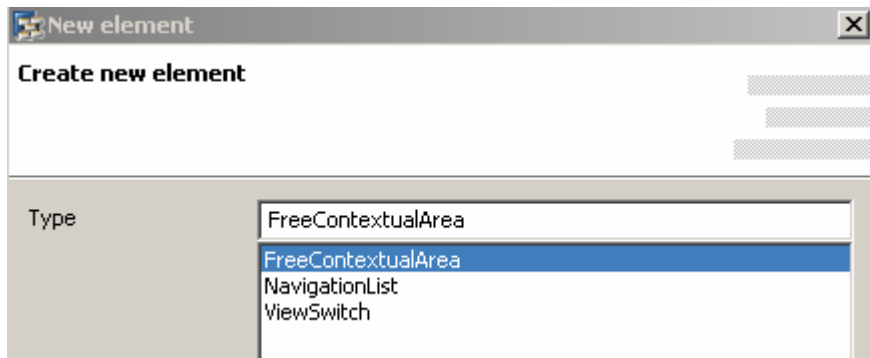 New element
Create new element
Type
FreeContextualArea
FreeContextualArea
NavigationList
ViewSwitch